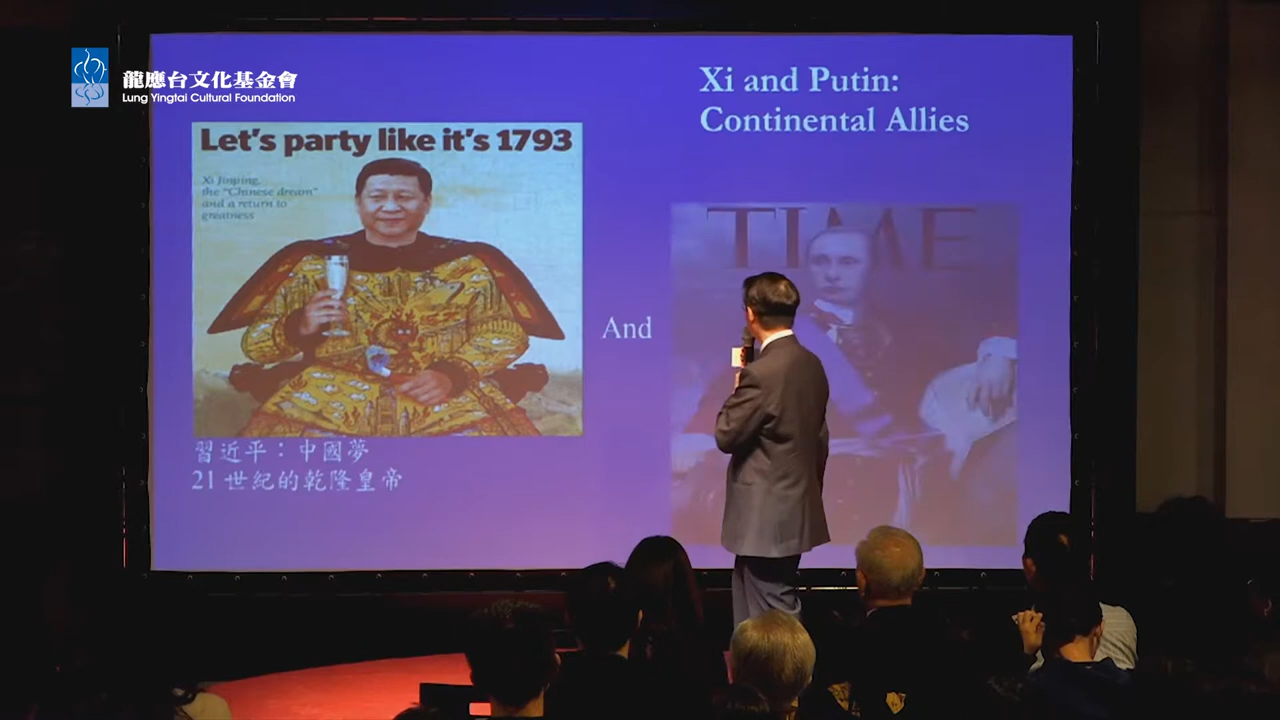 龍應台文化基金會
Lung Yingtai Cultural Foundation
Xi and Putin:
Continental Allies
Let's party like it's 1793
Xi Jinping,
the "Chinese dream"
and a return to
greatness
TIME
And
習近平：中國夢
21 世紀的乾隆皇帝